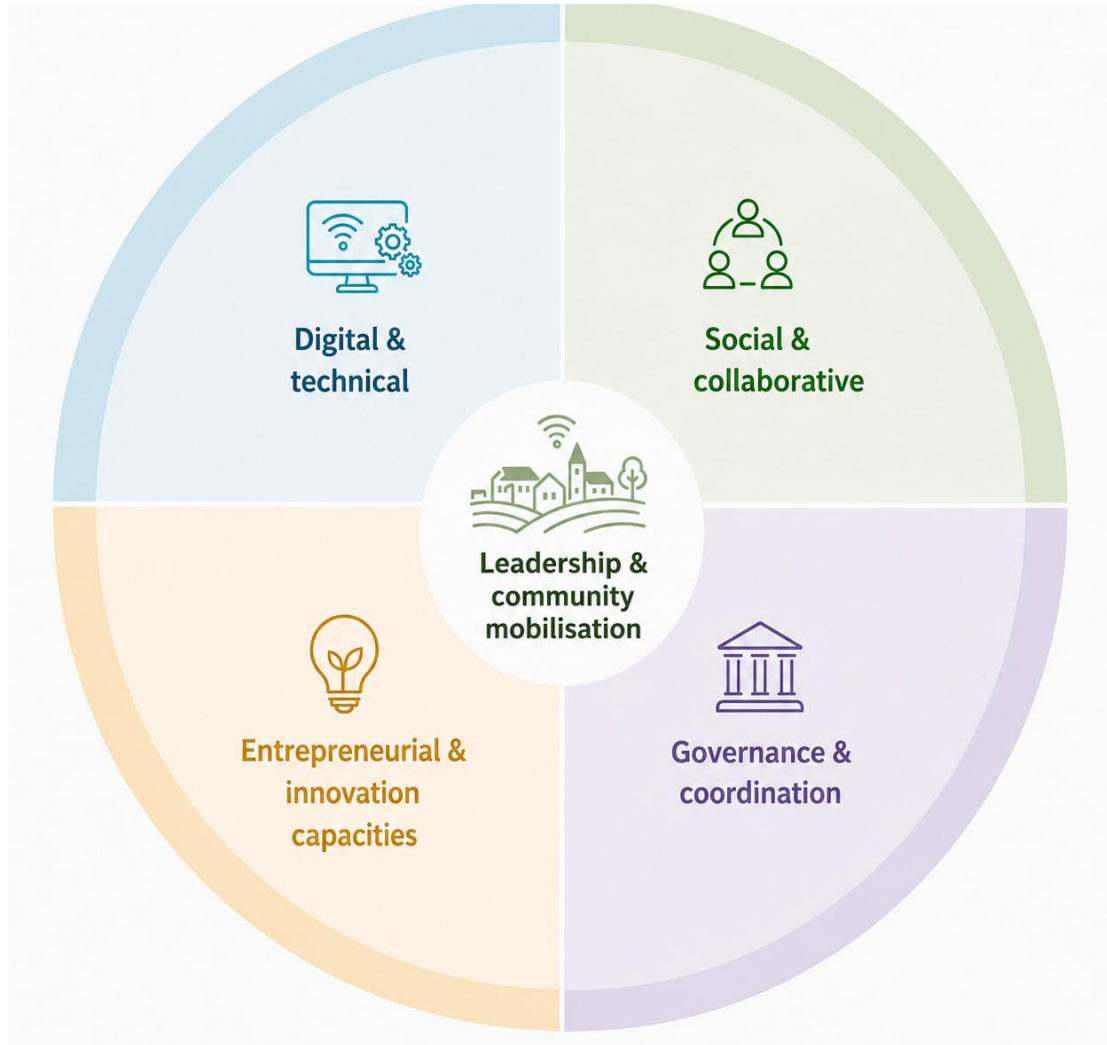 Digital &
technical
Social &
collaborative
Leadership &
community
mobilisation
Entrepreneurial &
innovation
capacities
Governance &
coordination